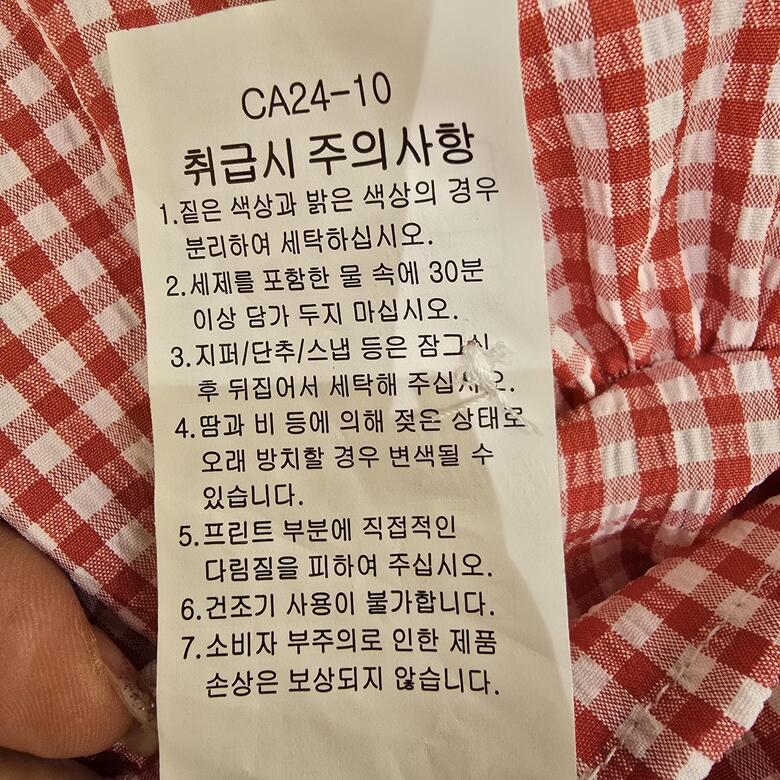 CA24-10
취급시 주의사항
1.짙은 색상과 밝은 색상의 경우
분리하여 세탁하십시오.
2.세제를 포함한 물 속에 30분
이상 담가 두지 마십시오.
3.지퍼/단추/스냅 등은 잠그신
후 뒤집어서 세탁해 주십시오.
4.땀과 비 등에 의해 젖은 상태로
오래 방치할 경우 변색될 수
있습니다.
5.프린트 부분에 직접적인
다림질을 피하여 주십시오.
6.건조기 사용이 불가합니다.
7.소비자 부주의로 인한 제품
손상은 보상되지 않습니다.